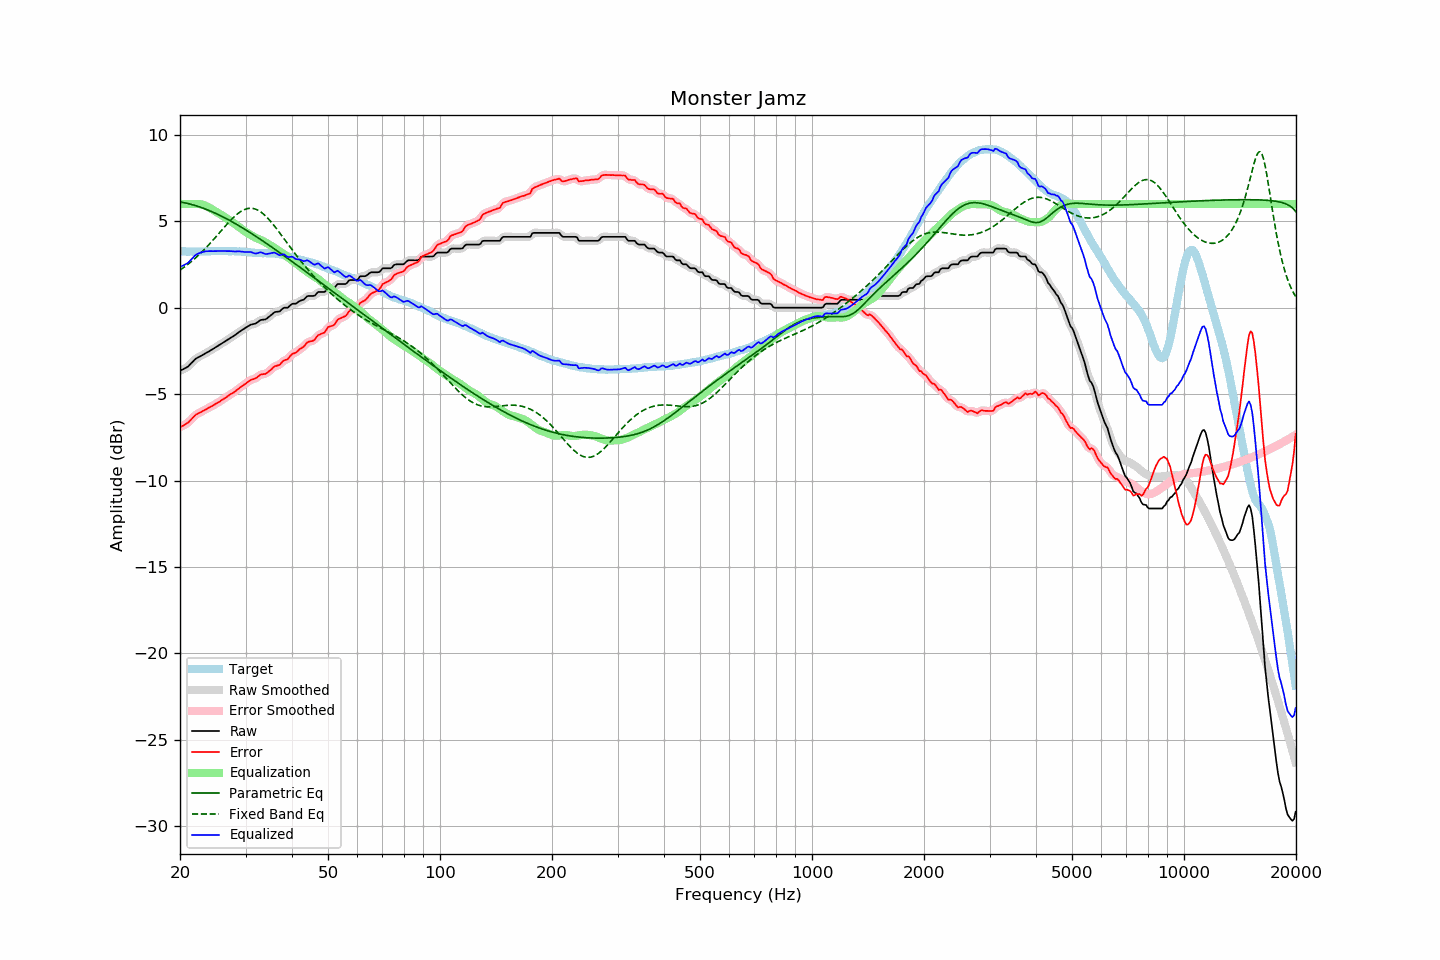 Monster Jamz
10
5
0
−5
−10
−15
−20
−25
−30
Amplitude (dBr)
Target
Raw Smoothed
Error Smoothed
Raw
Error
Equalization
Parametric Eq
Fixed Band Eq
Equalized
20 50 100 200 500 1000 2000 5000 10000 20000
Frequency (Hz)